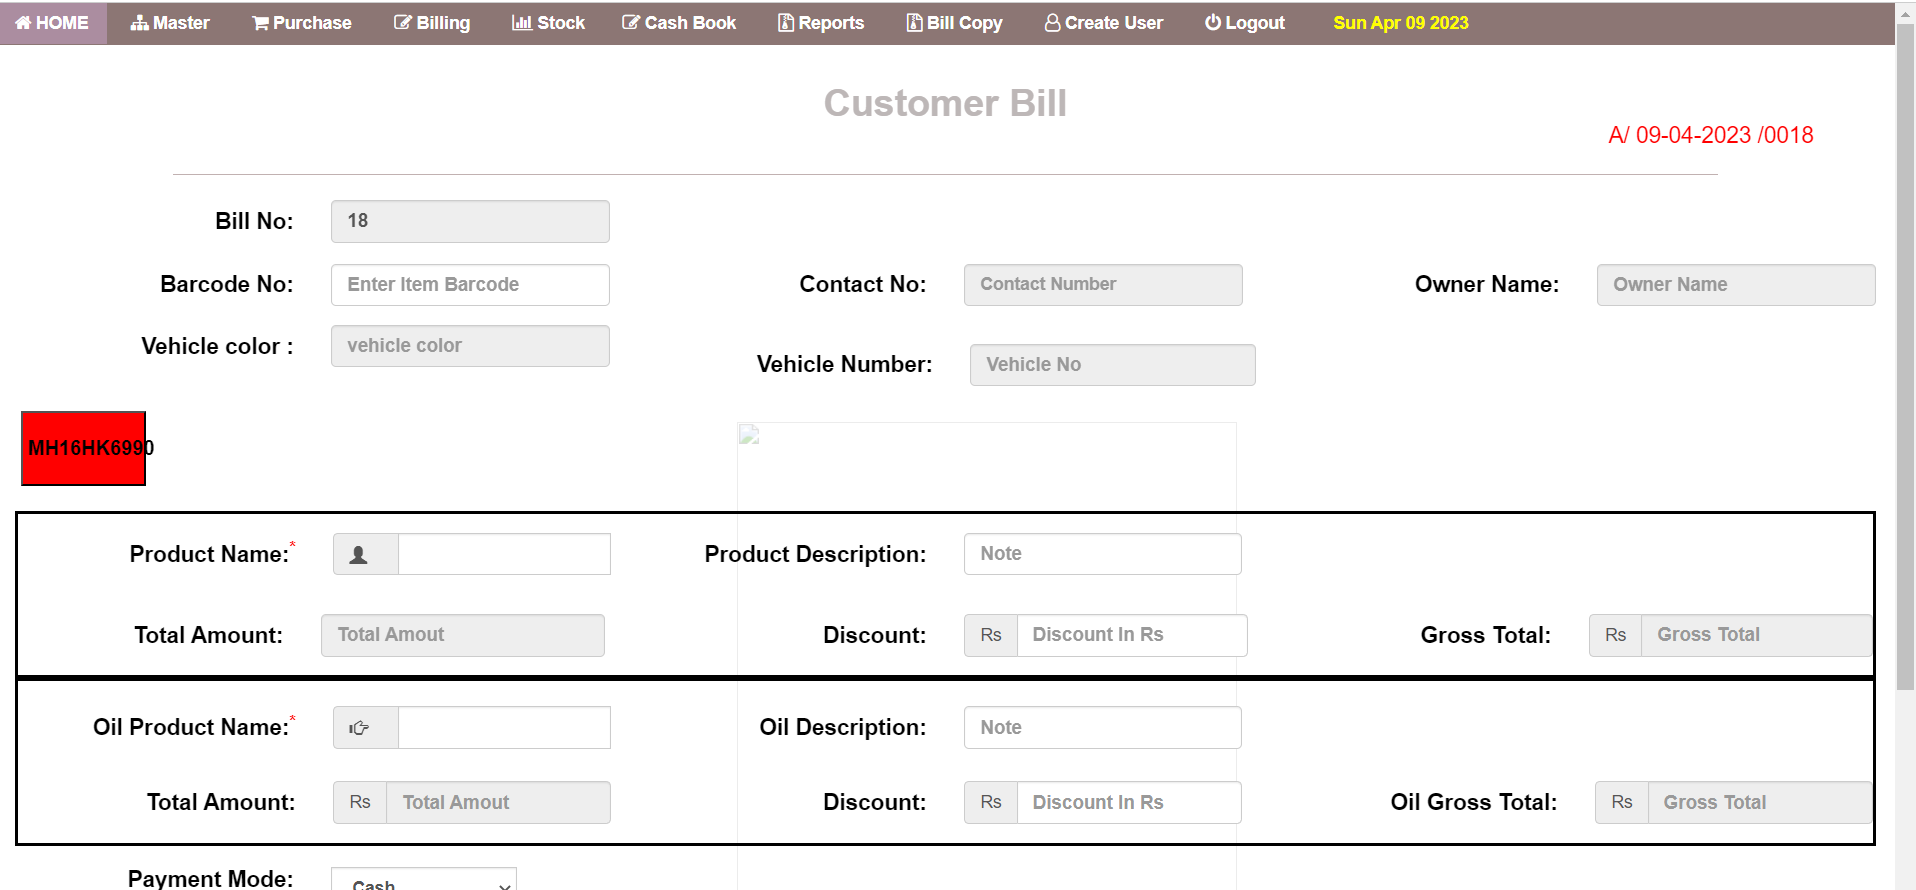 HOME Master Purchase Billing Stock Cash Book Reports Bill Copy Create User Logout Sun Apr 09 2023
Customer Bill
A/ 09-04-2023 /0018
Bill No: 18
Barcode No: Enter Item Barcode Contact No: Contact Number Owner Name: Owner Name
Vehicle color : vehicle color
Vehicle Number: Vehicle No
MH16HK6990
Product Name:* Product Description: Note
Total Amount: Total Amout Discount: Rs Discount In Rs Gross Total: Rs Gross Total
Oil Product Name:* Oil Description: Note
Total Amount: Rs Total Amout Discount: Rs Discount In Rs Oil Gross Total: Rs Gross Total
Payment Mode: Cash